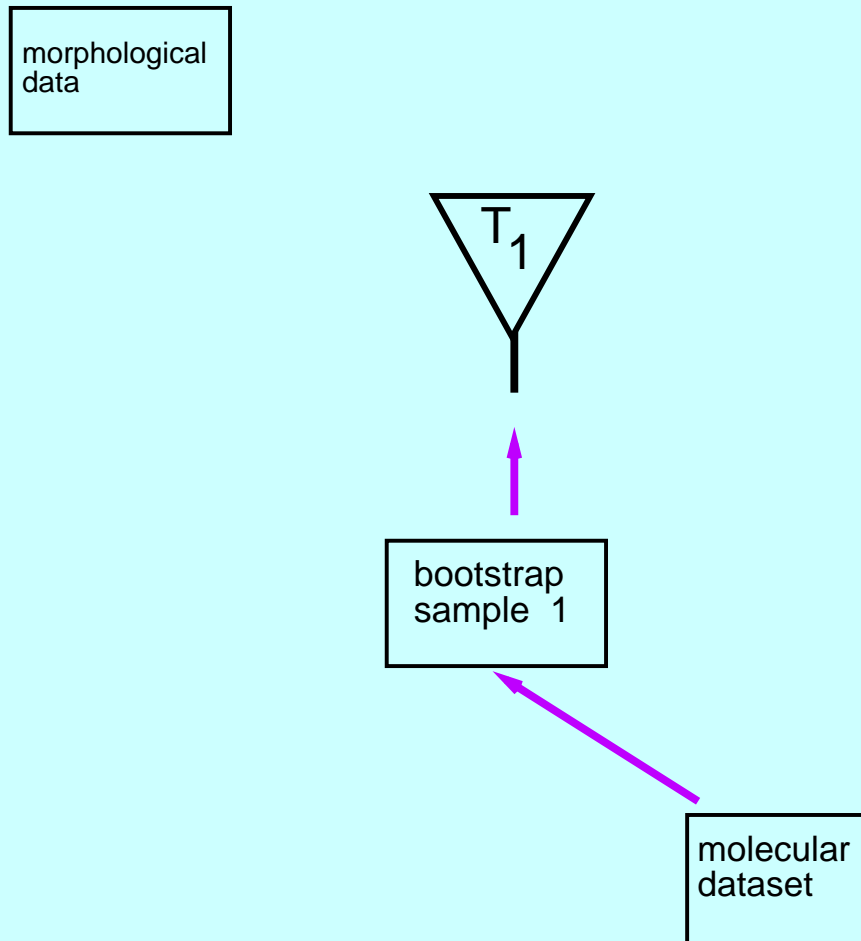 morphological
data
T1
bootstrap
sample 1
molecular
dataset